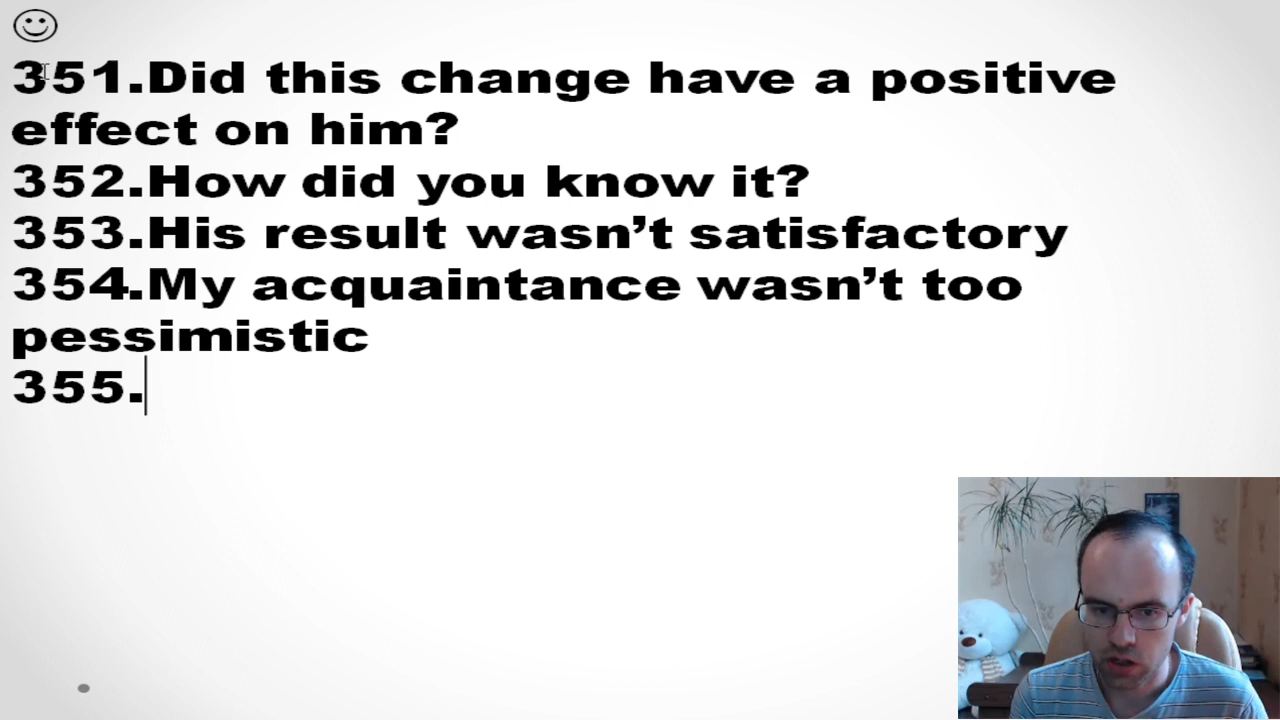 351.Did this change have a positive
effect on him?
352.How did you know it?
353.His result wasn’t satisfactory
354.My acquaintance wasn’t too
pessimistic
355.